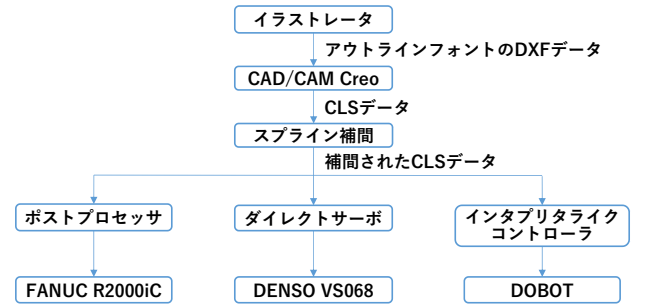 イラストレータ
アウトラインフォントのDXFデータ
CAD/CAM Creo
CLSデータ
スプライン補間
補間されたCLSデータ
ポストプロセッサ
ダイレクトサーボ
インタプリタライク
コントローラ
FANUC R2000iC
DENSO VS068
DOBOT